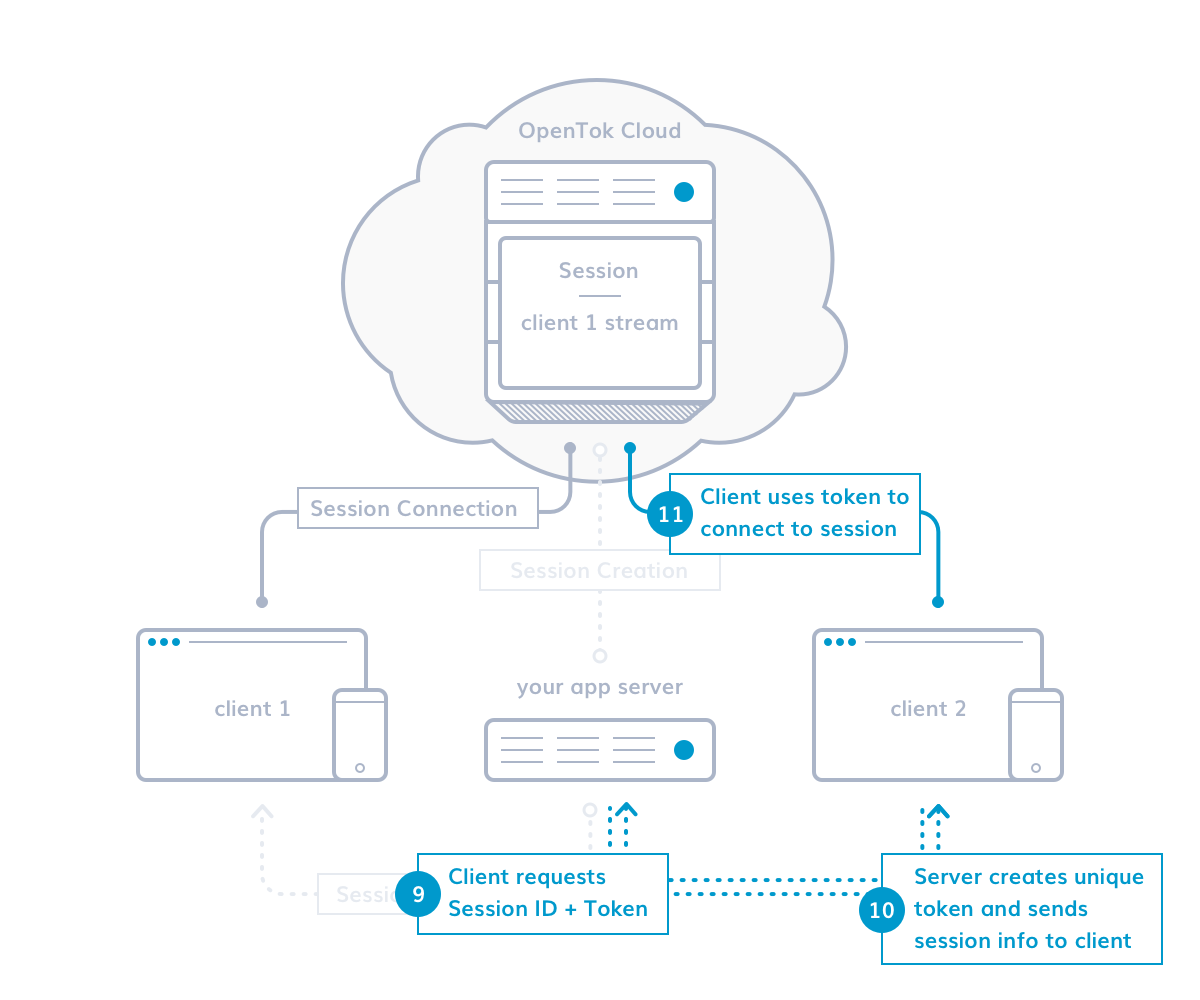 OpenTok Cloud
Session
client 1 stream
Session Connection
11
Client uses token to
connect to session
Session Creation
client 1
your app server
client 2
9
Client requests
Session ID + Token
10
Server creates unique
token and sends
session info to client